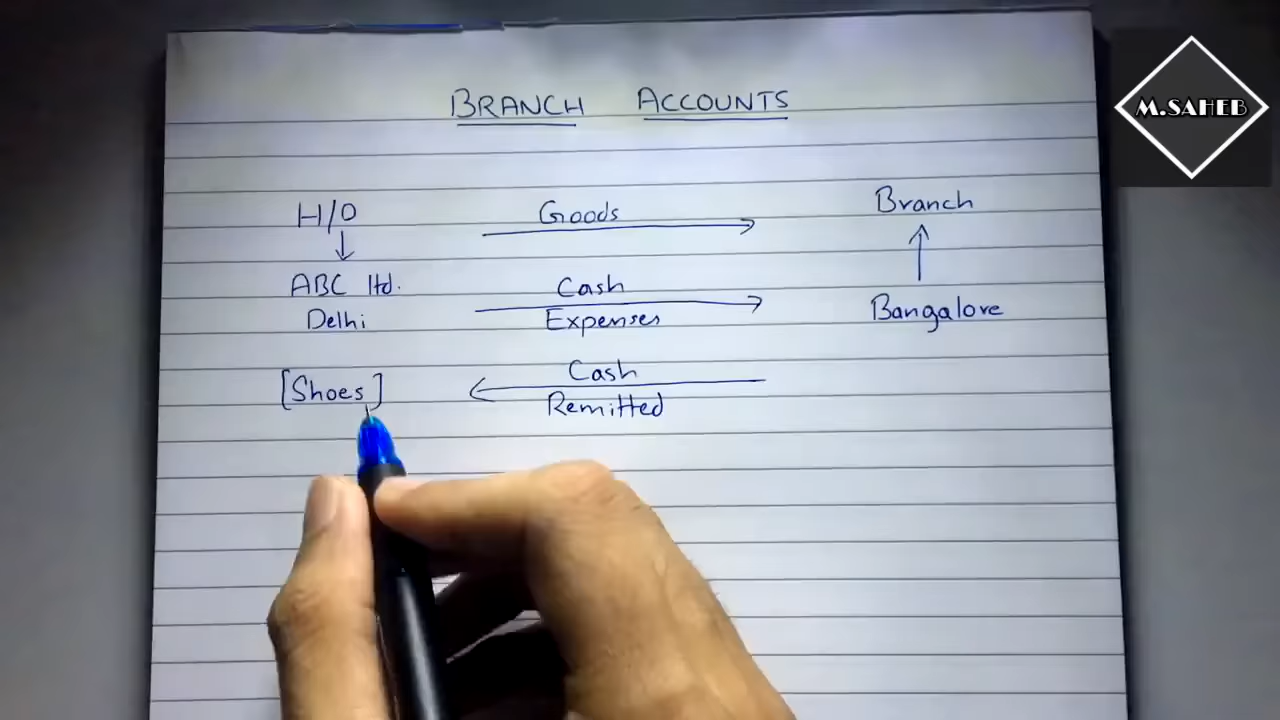 BRANCH ACCOUNTS
M.SAHEB
H/O Goods Branch
ABC ltd. Cash
Delhi Expenses Bangalore
[Shoes] Cash
Remitted